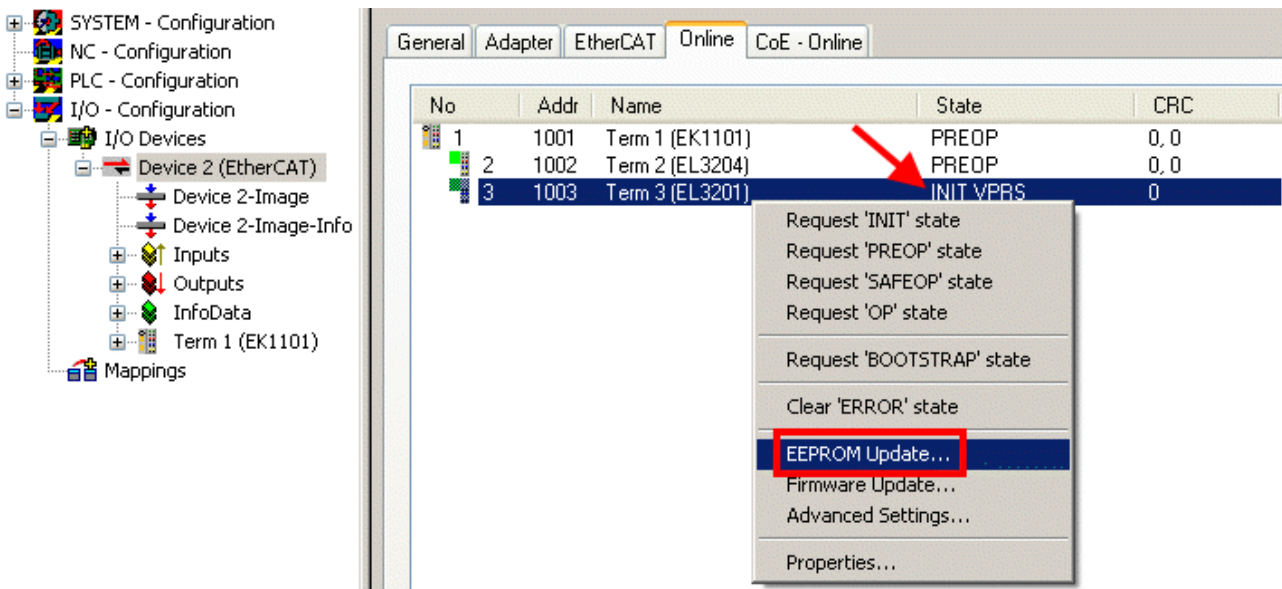 SYSTEM - Configuration
NC - Configuration
PLC - Configuration
I/O - Configuration
I/O Devices
Device 2 (EtherCAT)
Device 2-Image
Device 2-Image-Info
Inputs
Outputs
InfoData
Term 1 (EK1101)
Mappings
General Adapter EtherCAT Online CoE - Online
No Addr Name State CRC
1 1001 Term 1 (EK1101) PREOP 0, 0
2 1002 Term 2 (EL3204) PREOP 0, 0
3 1003 Term 3 (EL3201) INIT VPRS 0
Request 'INIT' state
Request 'PREOP' state
Request 'SAFEOP' state
Request 'OP' state
Request 'BOOTSTRAP' state
Clear 'ERROR' state
EEPROM Update...
Firmware Update...
Advanced Settings...
Properties...